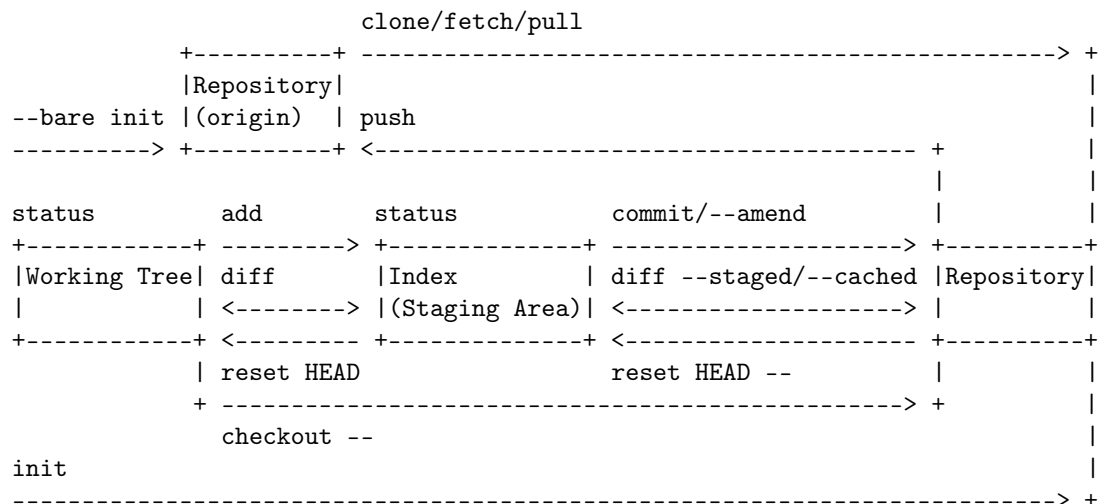 clone/fetch/pull
            +----------+ --------------------------------------------------> +
            |Repository|                                                     |
--bare init |(origin)  | push                                                |
----------> +----------+ <--------------------------------------- +          |
                                                                  |          |
status         add        status           commit/--amend         |          |
+------------+ ---------> +--------------+ ---------------------> +----------+
|Working Tree| diff       |Index         | diff --staged/--cached |Repository|
|            | <--------> |(Staging Area)| <--------------------> |          |
+------------+ <--------- +--------------+ <--------------------- +----------+
             | reset HEAD                  reset HEAD --          |          |
             + -------------------------------------------------> +          |
               checkout --                                                   |
init                                                                         |
---------------------------------------------------------------------------> +